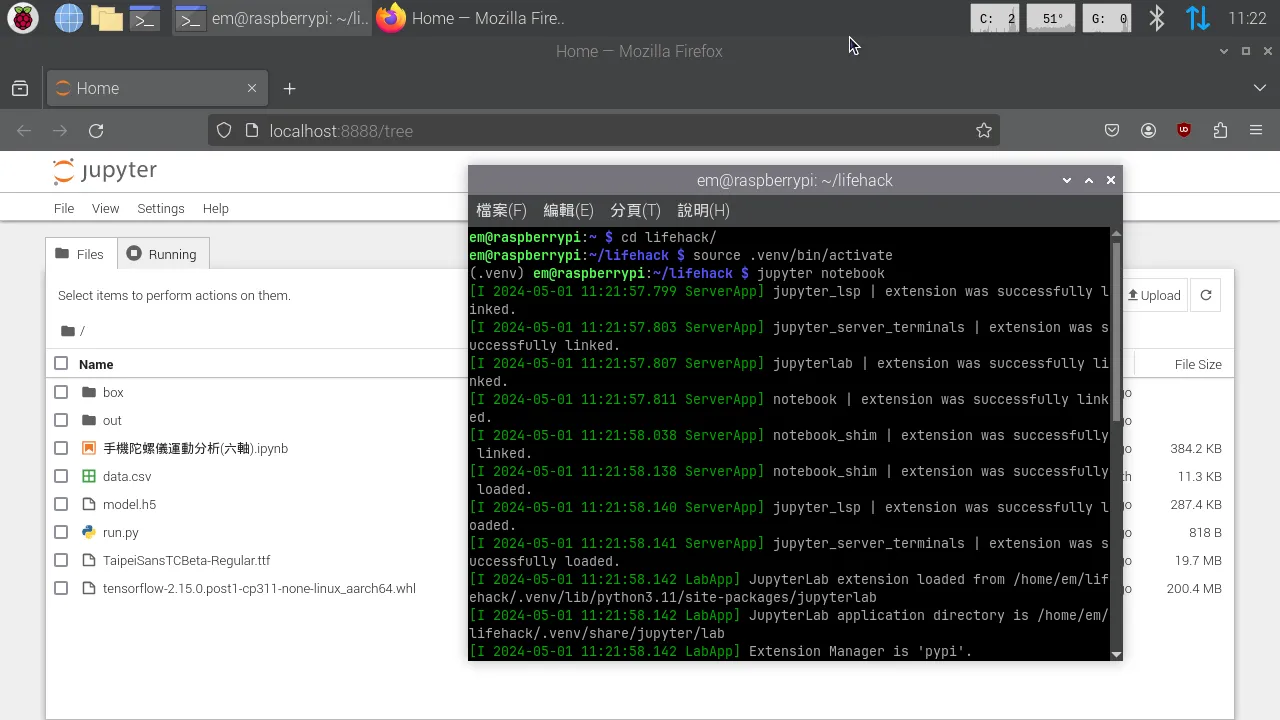 em@raspberrypi: ~/li..
Home — Mozilla Fire..
C: 2
51°
G: 0
11:22
Home — Mozilla Firefox
Home
localhost:8888/tree
jupyter
File View Settings Help
Files
Running
Select items to perform actions on them.
Upload
/
Name
File Size
box
out
手機陀螺儀運動分析(六軸).ipynb
384.2 KB
data.csv
11.3 KB
model.h5
287.4 KB
run.py
818 B
TaipeiSansTCBeta-Regular.ttf
19.7 MB
tensorflow-2.15.0.post1-cp311-none-linux_aarch64.whl
200.4 MB
em@raspberrypi: ~/lifehack
檔案(F) 編輯(E) 分頁(T) 說明(H)
em@raspberrypi:~ $ cd lifehack/
em@raspberrypi:~/lifehack $ source .venv/bin/activate
(.venv) em@raspberrypi:~/lifehack $ jupyter notebook
[I 2024-05-01 11:21:57.799 ServerApp] jupyter_lsp | extension was successfully l
inked.
[I 2024-05-01 11:21:57.803 ServerApp] jupyter_server_terminals | extension was s
uccessfully linked.
[I 2024-05-01 11:21:57.807 ServerApp] jupyterlab | extension was successfully li
nked.
[I 2024-05-01 11:21:57.811 ServerApp] notebook | extension was successfully link
ed.
[I 2024-05-01 11:21:58.038 ServerApp] notebook_shim | extension was successfully
linked.
[I 2024-05-01 11:21:58.138 ServerApp] notebook_shim | extension was successfully
loaded.
[I 2024-05-01 11:21:58.140 ServerApp] jupyter_lsp | extension was successfully l
oaded.
[I 2024-05-01 11:21:58.141 ServerApp] jupyter_server_terminals | extension was s
uccessfully loaded.
[I 2024-05-01 11:21:58.142 LabApp] JupyterLab extension loaded from /home/em/lif
ehack/.venv/lib/python3.11/site-packages/jupyterlab
[I 2024-05-01 11:21:58.142 LabApp] JupyterLab application directory is /home/em/
lifehack/.venv/share/jupyter/lab
[I 2024-05-01 11:21:58.142 LabApp] Extension Manager is 'pypi'.